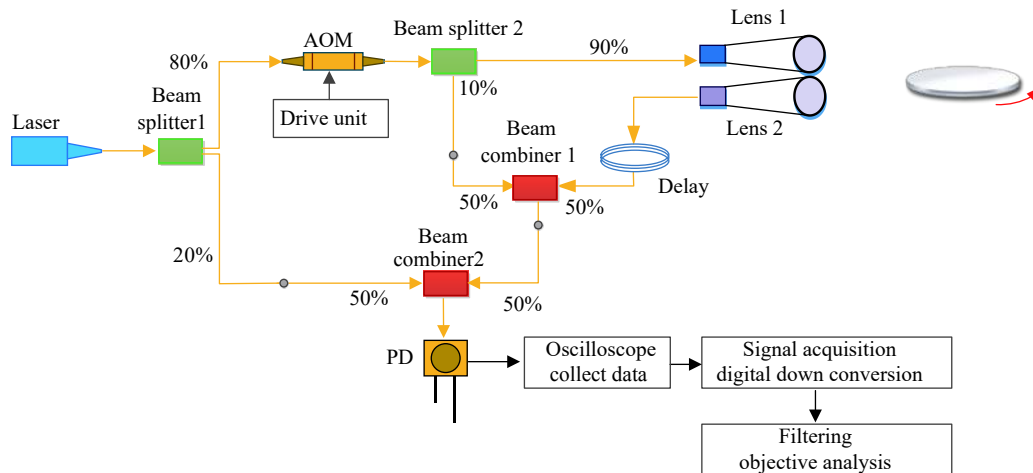 Laser
Beam
splitter1
80%
20%
AOM
Drive unit
Beam splitter 2
10%
90%
Lens 1
Lens 2
Delay
Beam
combiner 1
50%
50%
Beam
combiner2
50%
50%
PD
Oscilloscope
collect data
Signal acquisition
digital down conversion
Filtering
objective analysis